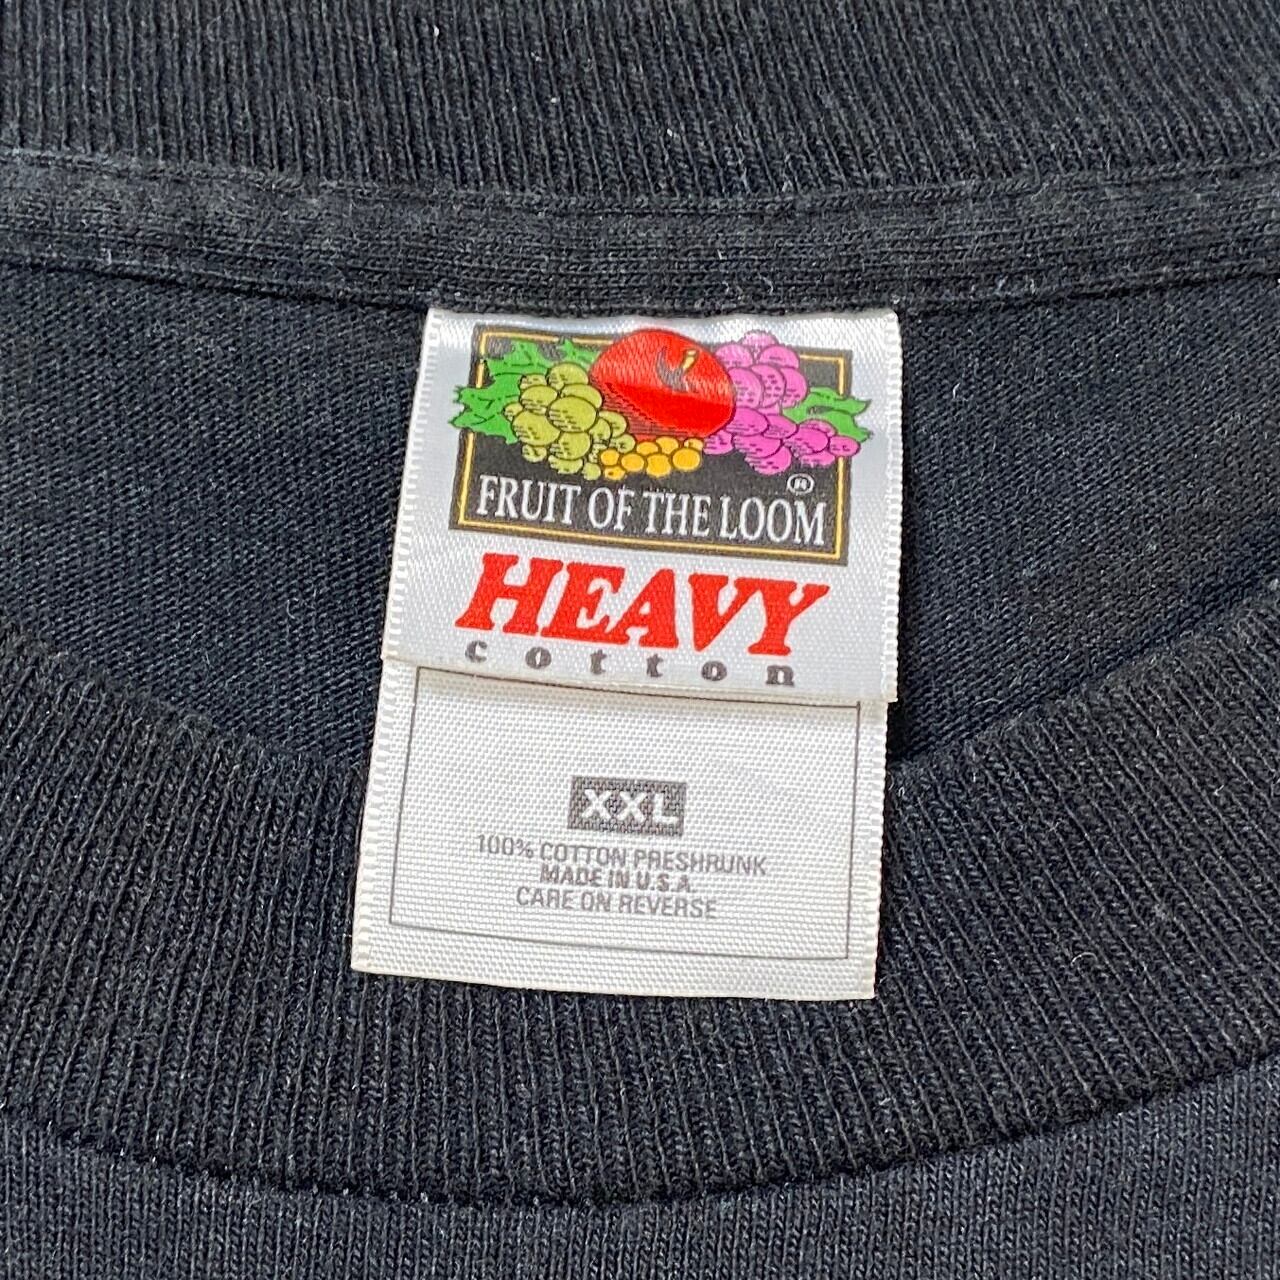 FRUIT OF THE LOOM ®
HEAVY
cotton
XXL
100% COTTON PRESHRUNK
MADE IN U.S.A.
CARE ON REVERSE